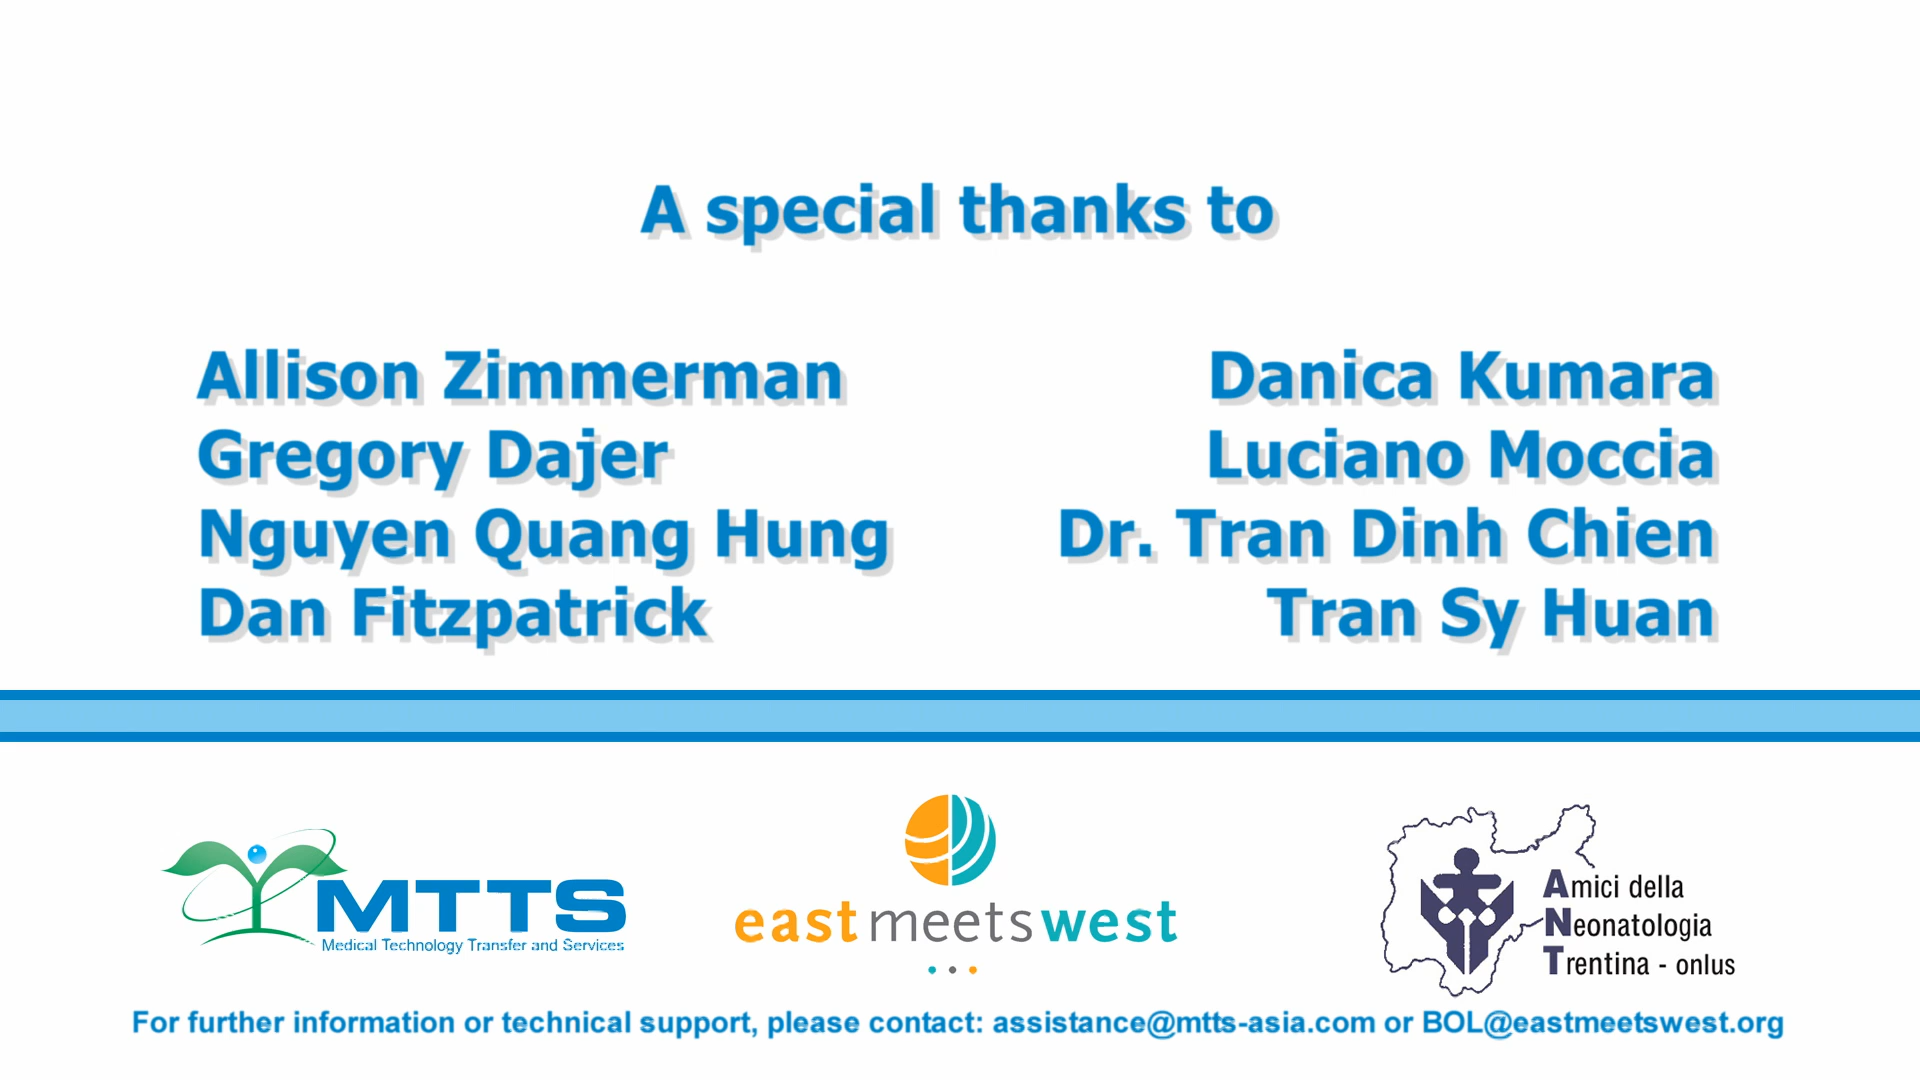 A special thanks to
Allison Zimmerman
Gregory Dajer
Nguyen Quang Hung
Dan Fitzpatrick
Danica Kumara
Luciano Moccia
Dr. Tran Dinh Chien
Tran Sy Huan
MTTS
Medical Technology Transfer and Services
east meets west
Amici della
Neonatologia
Trentina - onlus
For further information or technical support, please contact: assistance@mtts-asia.com or BOL@eastmeetswest.org